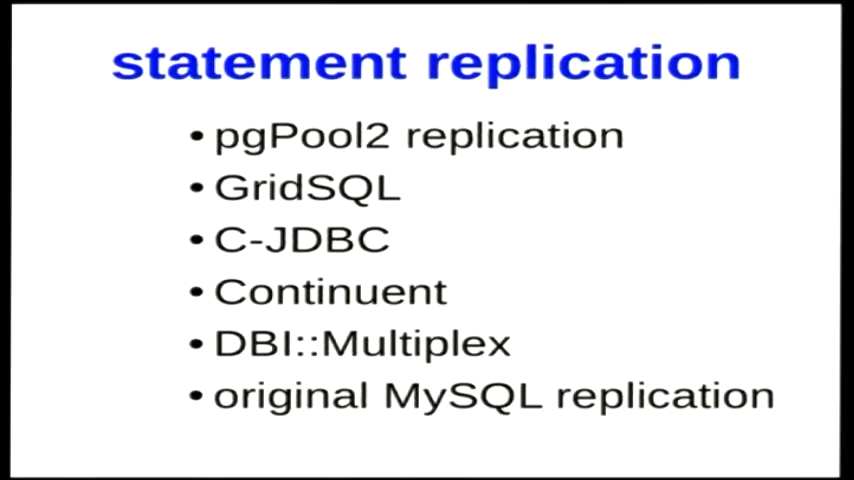 statement replication
• pgPool2 replication
• GridSQL
• C-JDBC
• Continuent
• DBI::Multiplex
• original MySQL replication